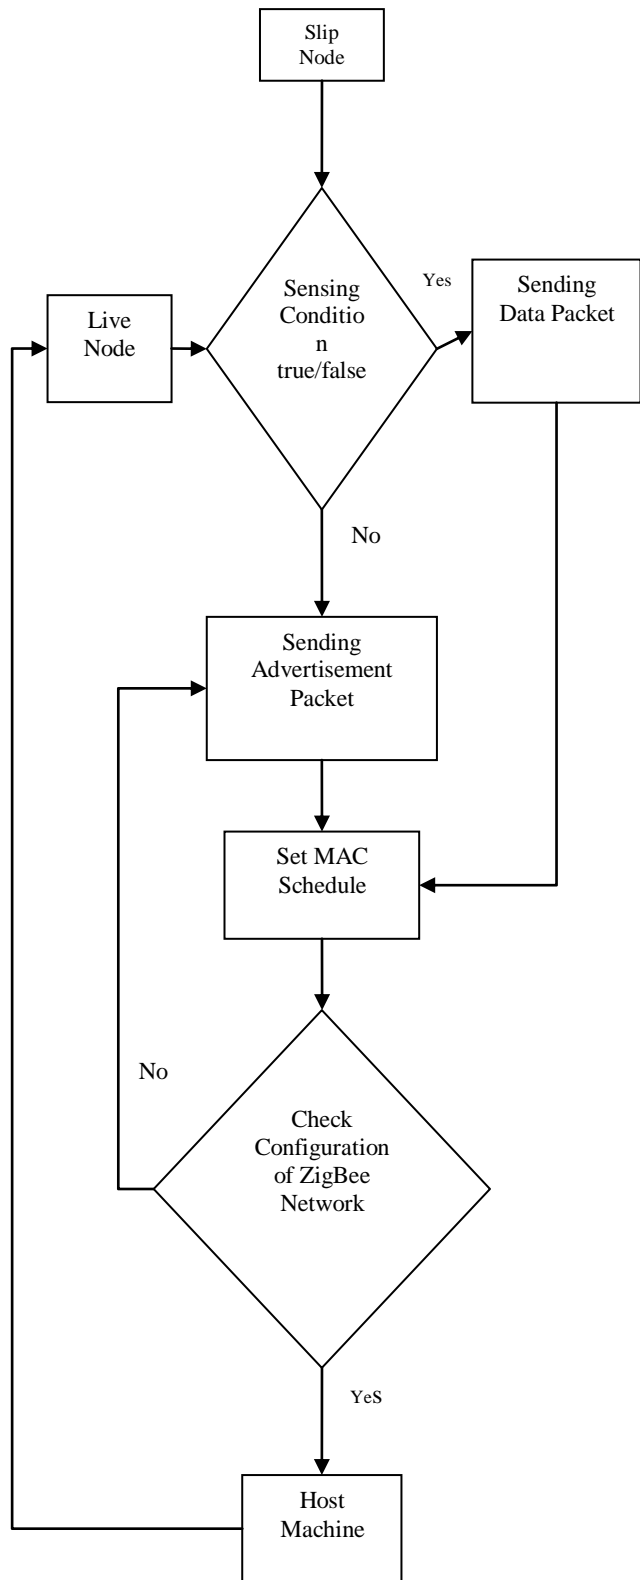 Slip
Node
Sensing
Conditio
n
true/false
Yes
Sending
Data Packet
Live
Node
No
Sending
Advertisement
Packet
Set MAC
Schedule
No
Check
Configuration
of ZigBee
Network
YeS
Host
Machine